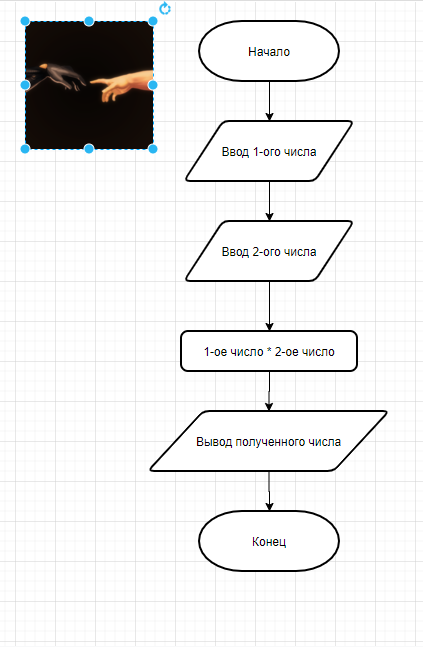 Начало
Ввод 1-ого числа
Ввод 2-ого числа
1-ое число * 2-ое число
Вывод полученного числа
Конец